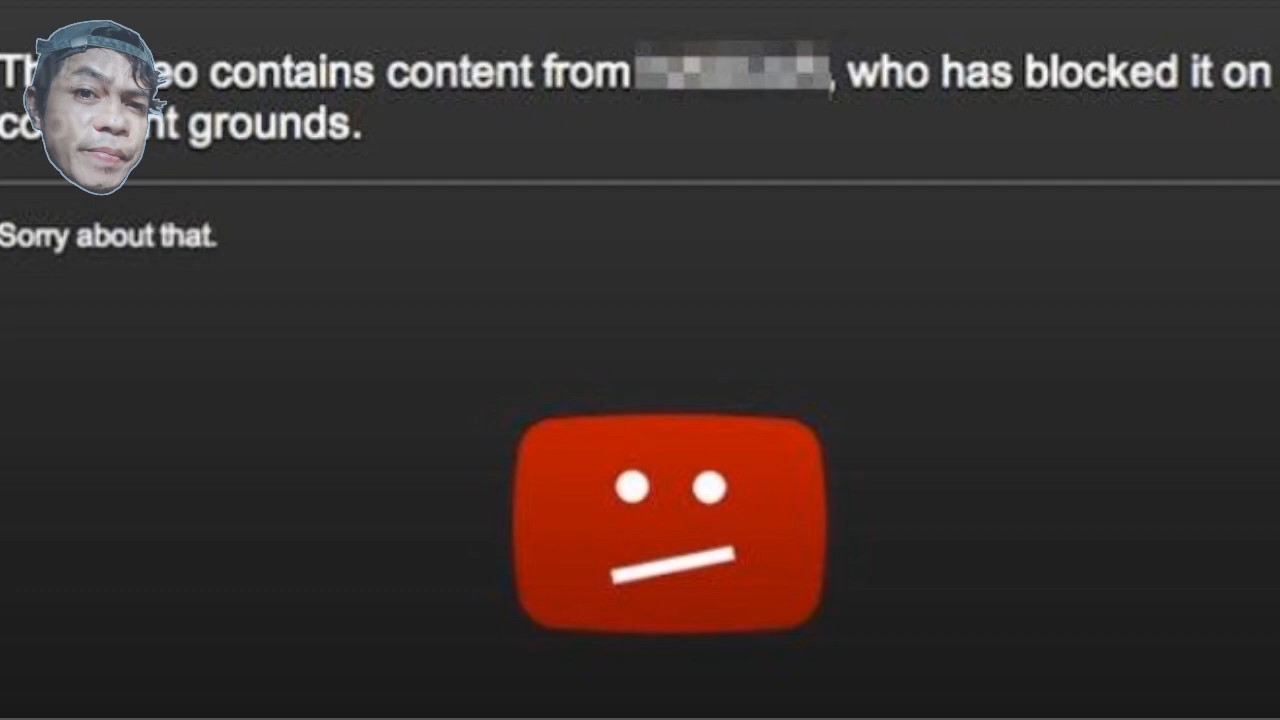 eo contains content from , who has blocked it on
nt grounds.
Sorry about that.